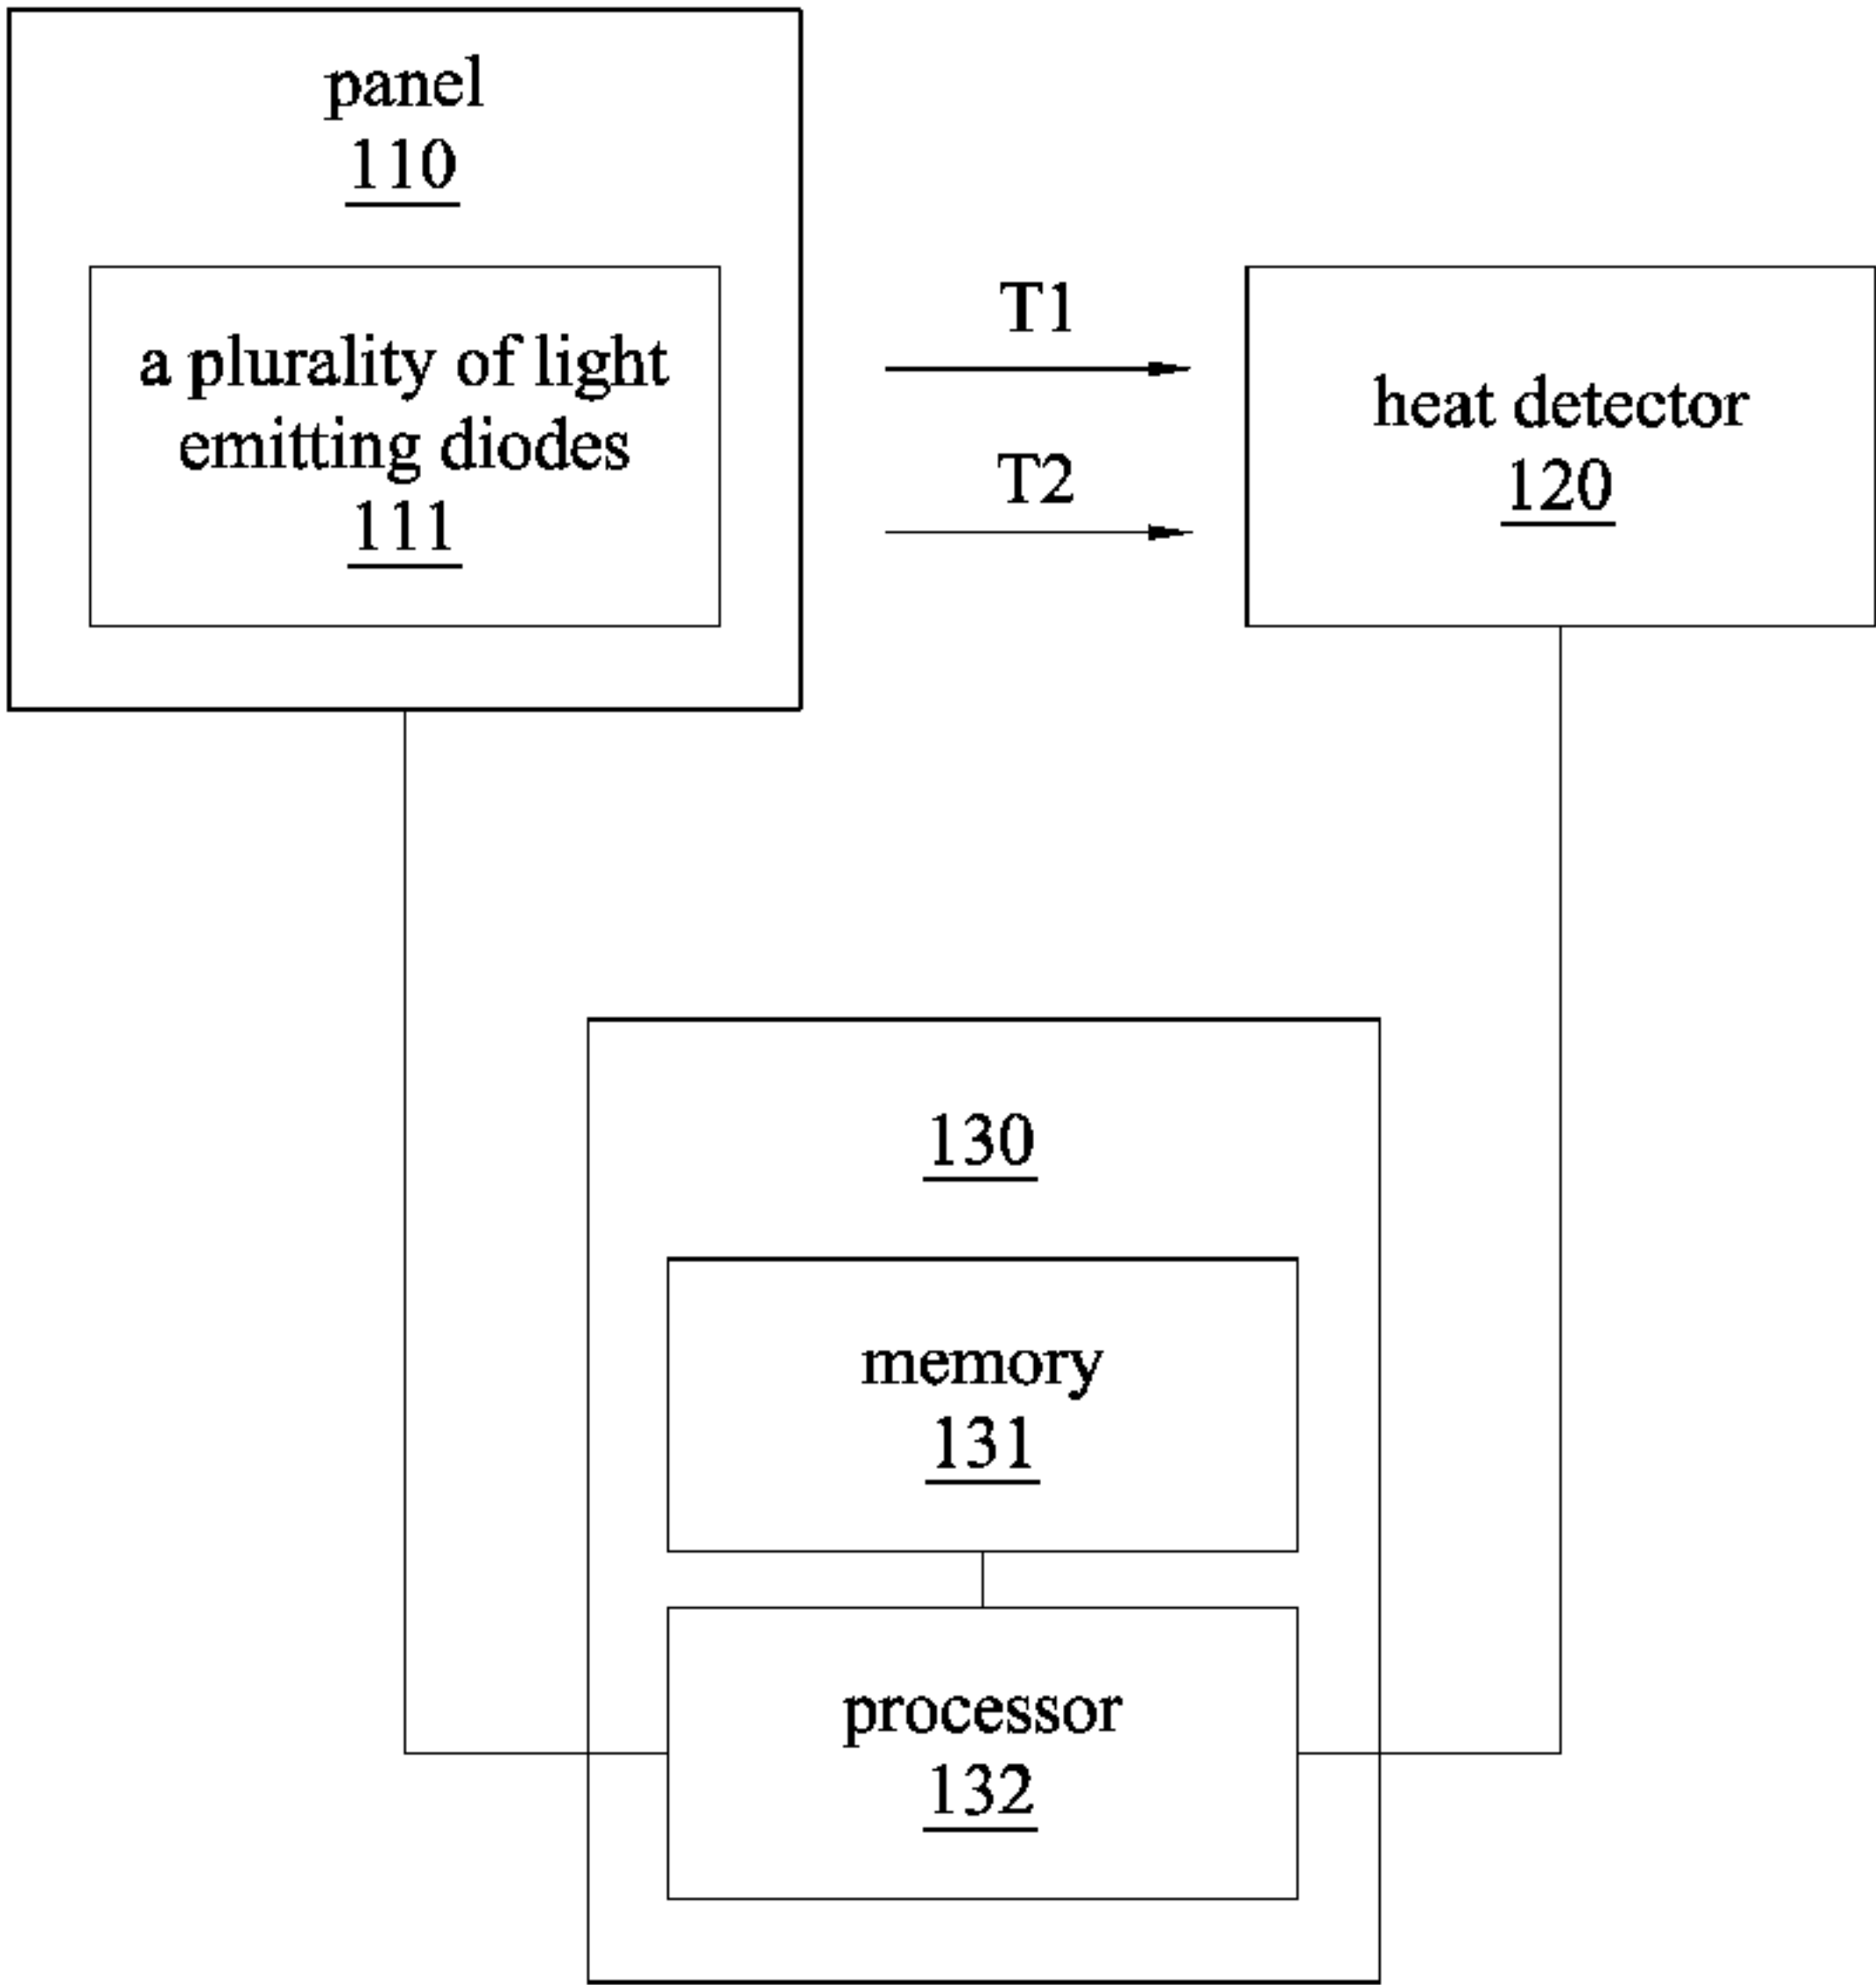 panel
110
a plurality of light
emitting diodes
111
T1
T2
heat detector
120
130
memory
131
processor
132